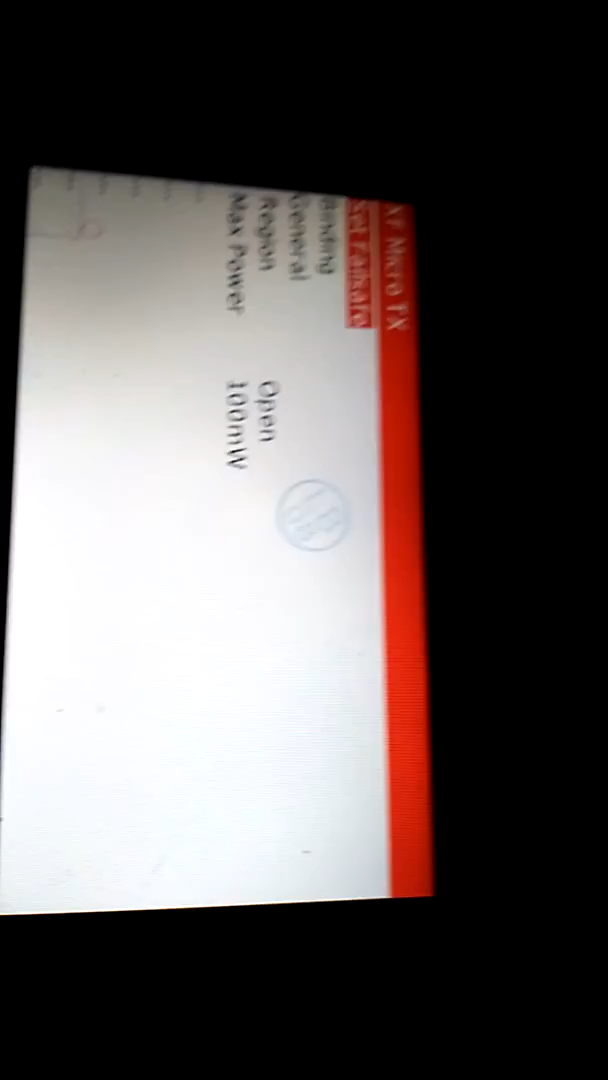 XF Micro TX
Set Failsafe
Binding
General
Region Open
Max Power 100mW